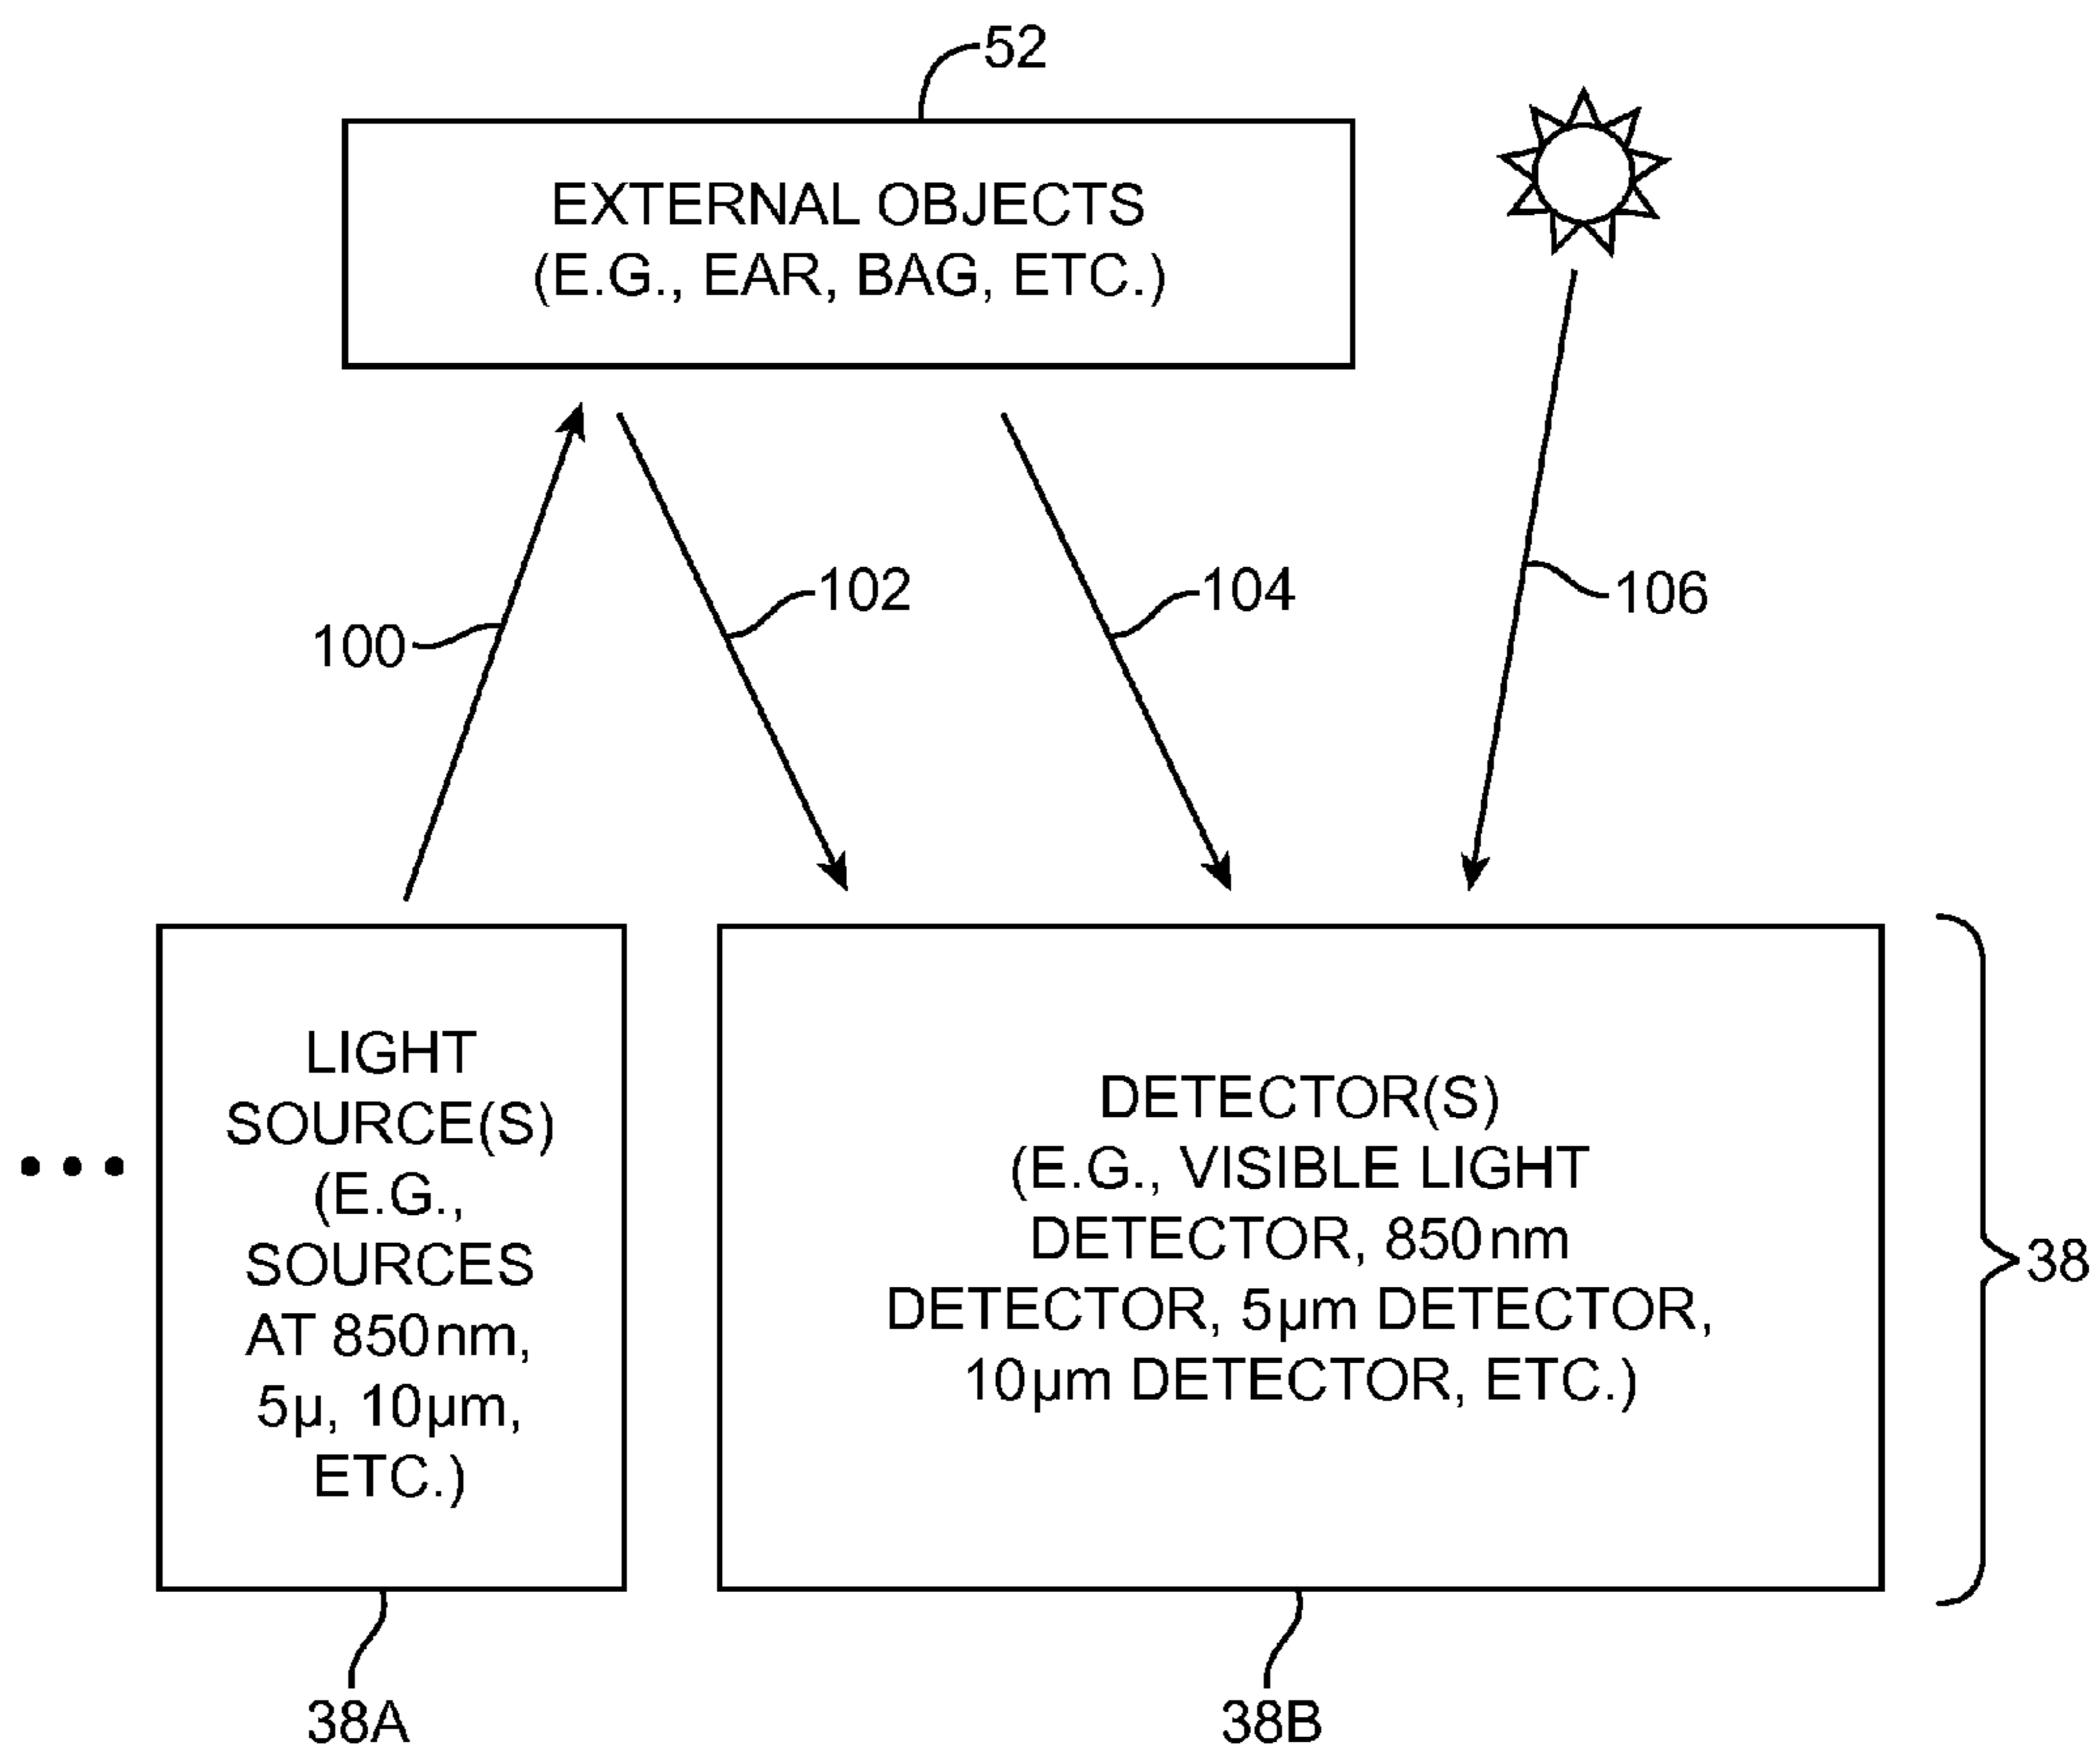 52
EXTERNAL OBJECTS
(E.G., EAR, BAG, ETC.)
100
102
104
106
LIGHT
SOURCE(S)
(E.G.,
SOURCES
AT 850nm,
5µ, 10µm,
ETC.)
DETECTOR(S)
(E.G., VISIBLE LIGHT
DETECTOR, 850nm
DETECTOR, 5µm DETECTOR,
10µm DETECTOR, ETC.)
38
38A
38B